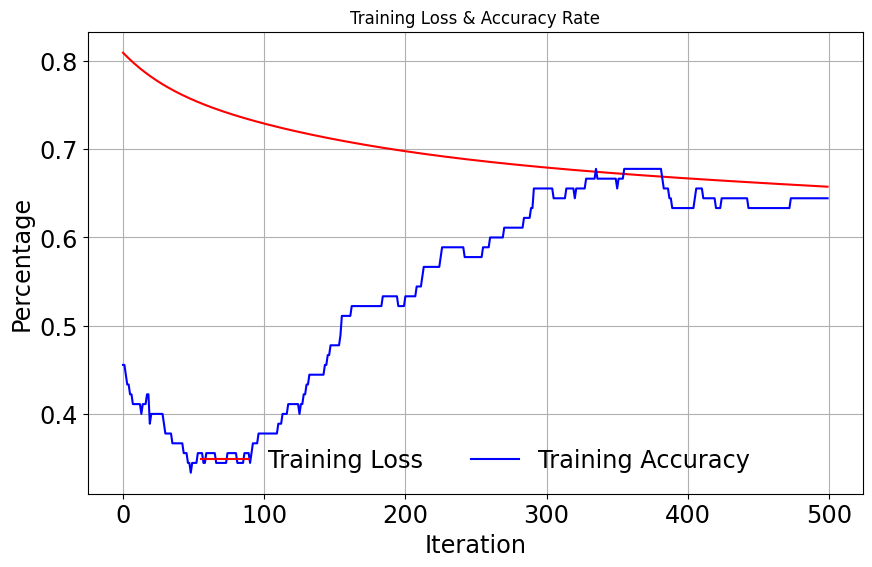 Training Loss & Accuracy Rate
Percentage
0.8
0.7
0.6
0.5
0.4
Training Loss Training Accuracy
0 100 200 300 400 500
Iteration